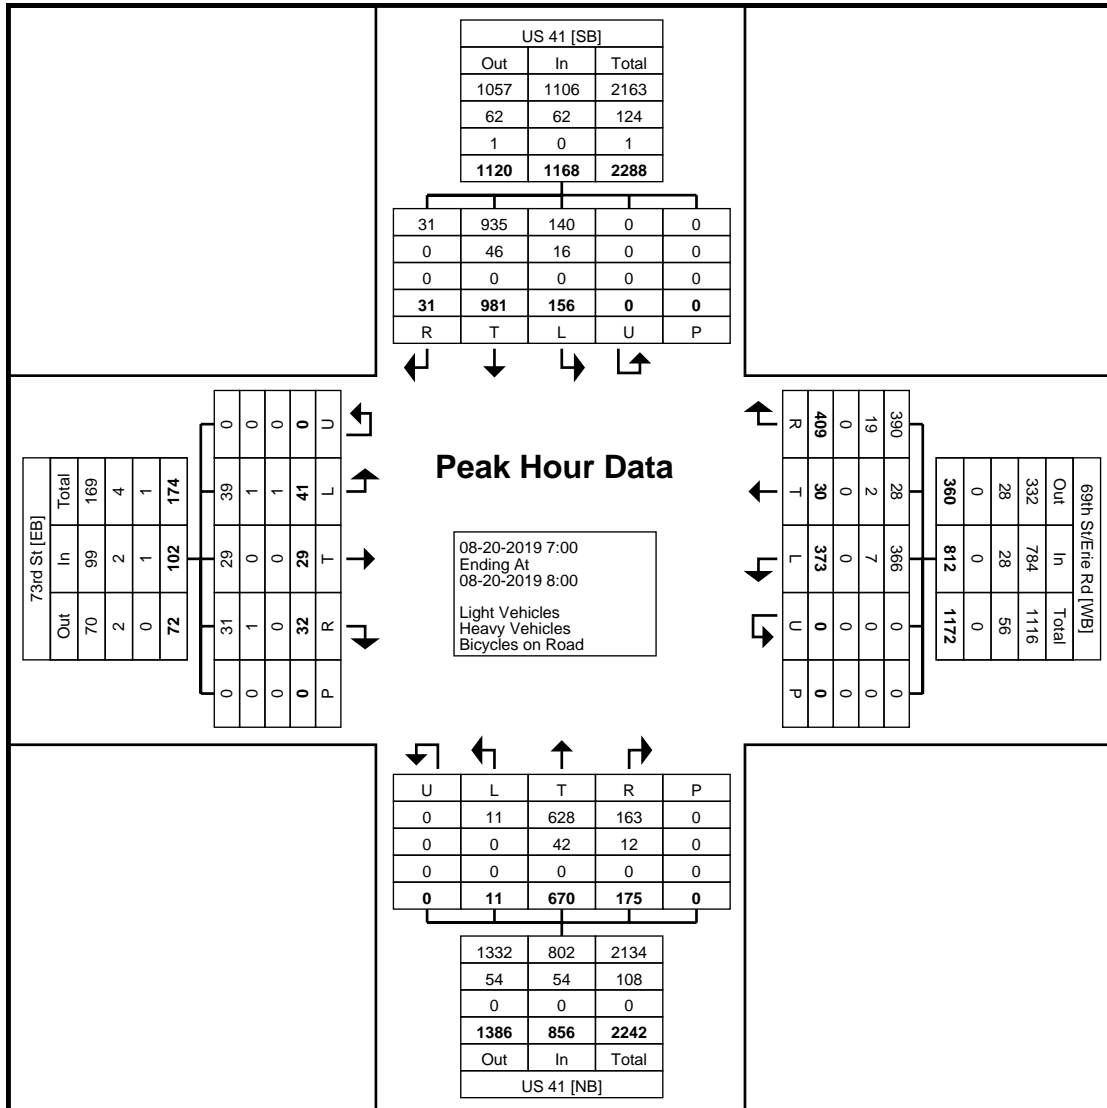 US 41 [SB]
Out In Total
1057 1106 2163
62 62 124
1 0 1
1120 1168 2288
31 935 140 0 0
0 46 16 0 0
0 0 0 0 0
31 981 156 0 0
R T L U P
73rd St [EB]
Total In Out
169 99 70
4 2 2
1 1 0
174 102 72
0 39 29 31 0
0 1 0 1 0
0 1 0 0 0
0 41 29 32 0
U L T R P
Peak Hour Data
08-20-2019 7:00
Ending At
08-20-2019 8:00
Light Vehicles
Heavy Vehicles
Bicycles on Road
69th St/Erie Rd [WB]
Out In Total
332 784 1116
28 28 56
0 0 0
360 812 1172
390 28 366 0 0
19 2 7 0 0
0 0 0 0 0
409 30 373 0 0
R T L U P
U L T R P
0 11 628 163 0
0 0 42 12 0
0 0 0 0 0
0 11 670 175 0
1332 802 2134
54 54 108
0 0 0
1386 856 2242
Out In Total
US 41 [NB]